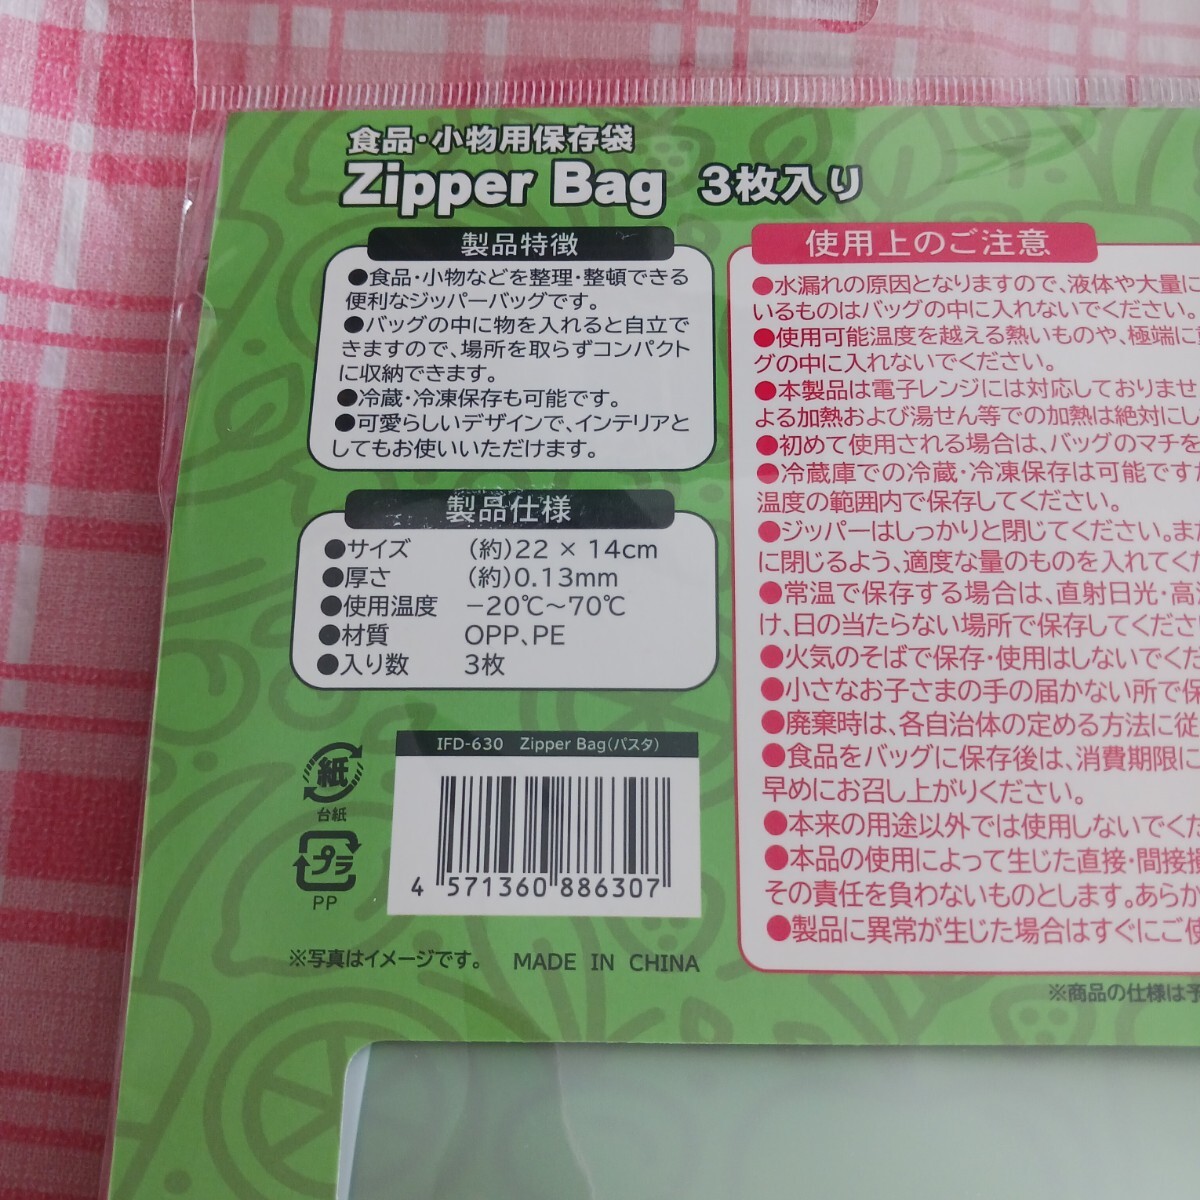 食品・小物用保存袋
Zipper Bag 3枚入り
製品特徴
●食品・小物などを整理・整頓できる
便利なジッパーバッグです。
●バッグの中に物を入れると自立で
きますので、場所を取らずコンパクト
に収納できます。
●冷蔵・冷凍保存も可能です。
●可愛らしいデザインで、インテリアと
してもお使いいただけます。
製品仕様
●サイズ (約)22 × 14cm
●厚さ (約)0.13mm
●使用温度 −20℃～70℃
●材質 OPP、PE
●入り数 3枚
紙
台紙
プラ
PP
IFD-630 Zipper Bag(パスタ)
4 571360 886307
※写真はイメージです。 MADE IN CHINA
使用上のご注意
●水漏れの原因となりますので、液体や大量に
いるものはバッグの中に入れないでください。
●使用可能温度を越える熱いものや、極端に
グの中に入れないでください。
●本製品は電子レンジには対応しておりませ
よる加熱および湯せん等での加熱は絶対にし
●初めて使用される場合は、バッグのマチを
●冷蔵庫での冷蔵・冷凍保存は可能ですが
温度の範囲内で保存してください。
●ジッパーはしっかりと閉じてください。また
に閉じるよう、適度な量のものを入れてくだ
●常温で保存する場合は、直射日光・高温
け、日の当たらない場所で保存してくださ
●火気のそばで保存・使用はしないでくだ
●小さなお子さまの手の届かない所で保
●廃棄時は、各自治体の定める方法に従
●食品をバッグに保存後は、消費期限に
早めにお召し上がりください。
●本来の用途以外では使用しないでくだ
●本品の使用によって生じた直接・間接損
その責任を負わないものとします。あらか
●製品に異常が生じた場合はすぐにご使
※商品の仕様は予